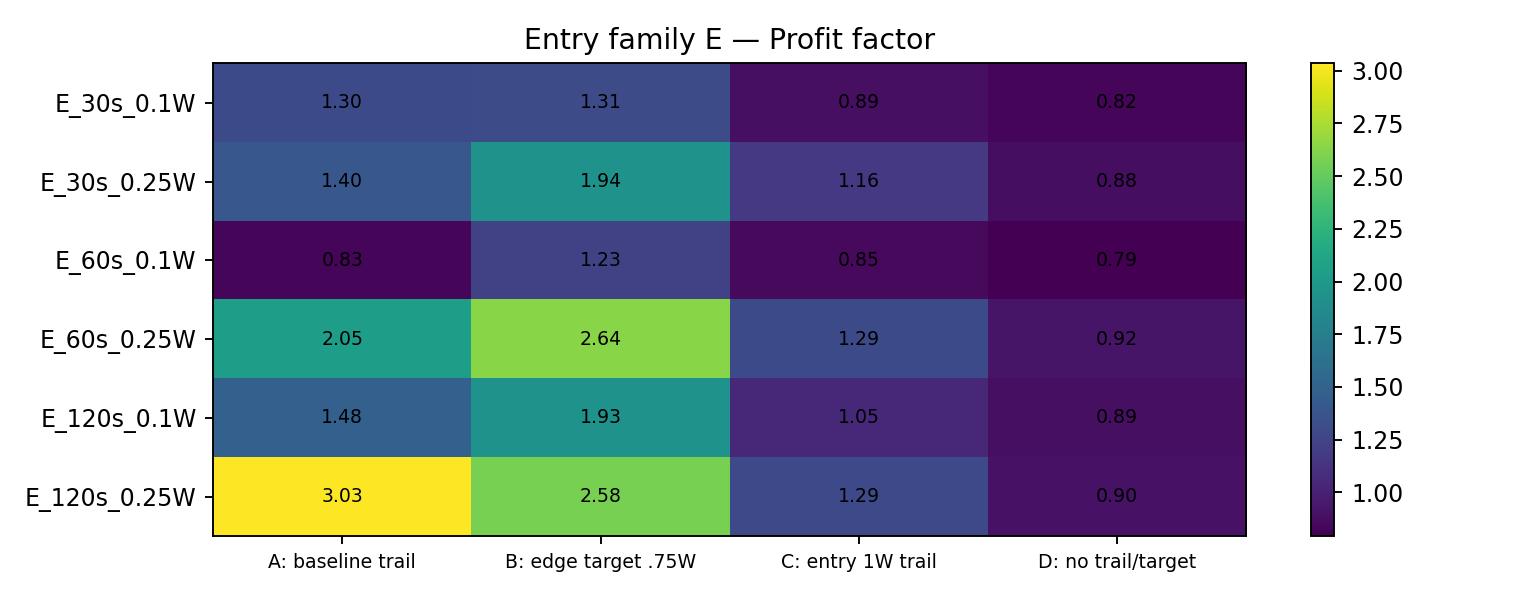 Entry family E — Profit factor
E_30s_0.1W 1.30 1.31 0.89 0.82
E_30s_0.25W 1.40 1.94 1.16 0.88
E_60s_0.1W 0.83 1.23 0.85 0.79
E_60s_0.25W 2.05 2.64 1.29 0.92
E_120s_0.1W 1.48 1.93 1.05 0.89
E_120s_0.25W 3.03 2.58 1.29 0.90
A: baseline trail B: edge target .75W C: entry 1W trail D: no trail/target
3.00
2.75
2.50
2.25
2.00
1.75
1.50
1.25
1.00